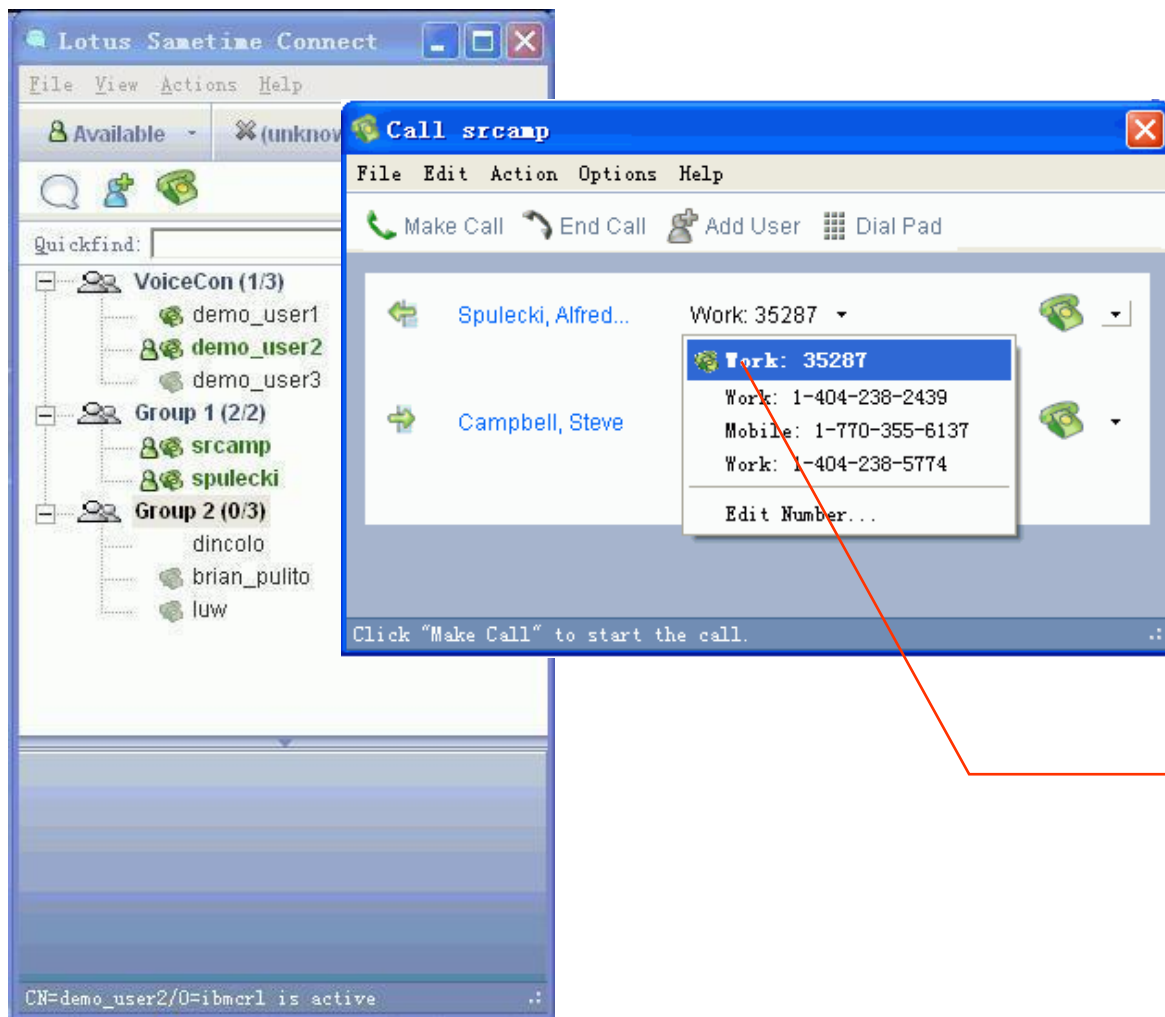 Lotus Sametime Connect
File View Actions Help
Available (unknow
Quickfind:
VoiceCon (1/3)
demo_user1
demo_user2
demo_user3
Group 1 (2/2)
srcamp
spulecki
Group 2 (0/3)
dincolo
brian_pulito
luw
CN=demo_user2/O=ibmcrl is active
Call srcamp
File Edit Action Options Help
Make Call End Call Add User Dial Pad
Spulecki, Alfred... Work: 35287
Work: 35287
Work: 1-404-238-2439
Campbell, Steve
Mobile: 1-770-355-6137
Work: 1-404-238-5774
Edit Number...
Click "Make Call" to start the call.